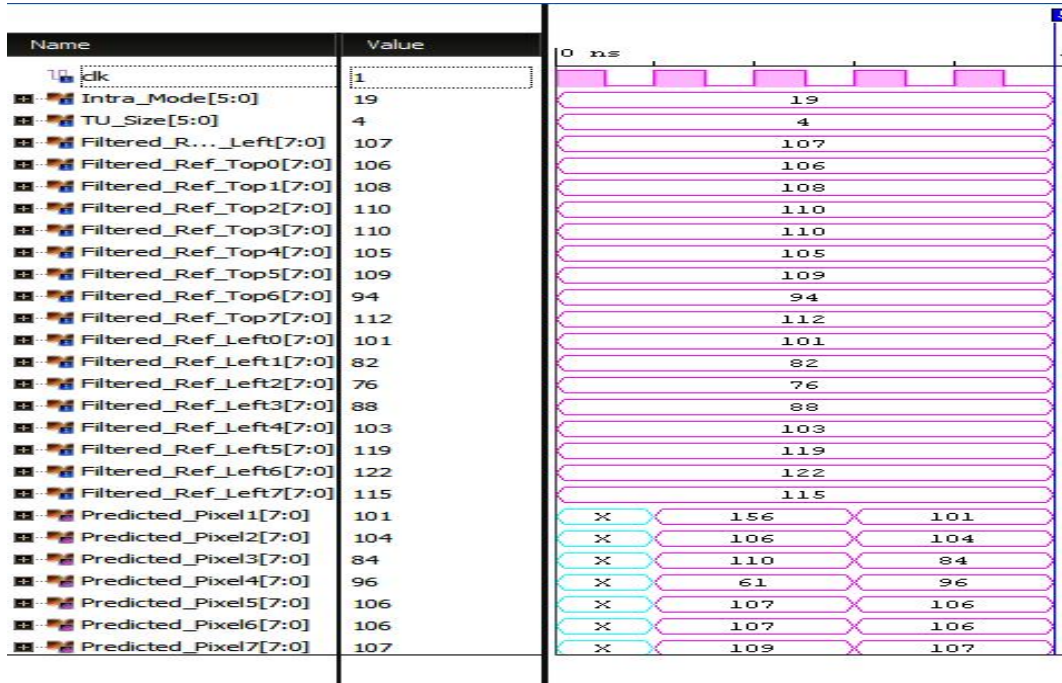 Name Value 0 ns
clk 1
Intra_Mode[5:0] 19 19
TU_Size[5:0] 4 4
Filtered_R..._Left[7:0] 107 107
Filtered_Ref_Top0[7:0] 106 106
Filtered_Ref_Top1[7:0] 108 108
Filtered_Ref_Top2[7:0] 110 110
Filtered_Ref_Top3[7:0] 110 110
Filtered_Ref_Top4[7:0] 105 105
Filtered_Ref_Top5[7:0] 109 109
Filtered_Ref_Top6[7:0] 94 94
Filtered_Ref_Top7[7:0] 112 112
Filtered_Ref_Left0[7:0] 101 101
Filtered_Ref_Left1[7:0] 82 82
Filtered_Ref_Left2[7:0] 76 76
Filtered_Ref_Left3[7:0] 88 88
Filtered_Ref_Left4[7:0] 103 103
Filtered_Ref_Left5[7:0] 119 119
Filtered_Ref_Left6[7:0] 122 122
Filtered_Ref_Left7[7:0] 115 115
Predicted_Pixel1[7:0] 101 X 156 101
Predicted_Pixel2[7:0] 104 X 106 104
Predicted_Pixel3[7:0] 84 X 110 84
Predicted_Pixel4[7:0] 96 X 61 96
Predicted_Pixel5[7:0] 106 X 107 106
Predicted_Pixel6[7:0] 106 X 107 106
Predicted_Pixel7[7:0] 107 X 109 107